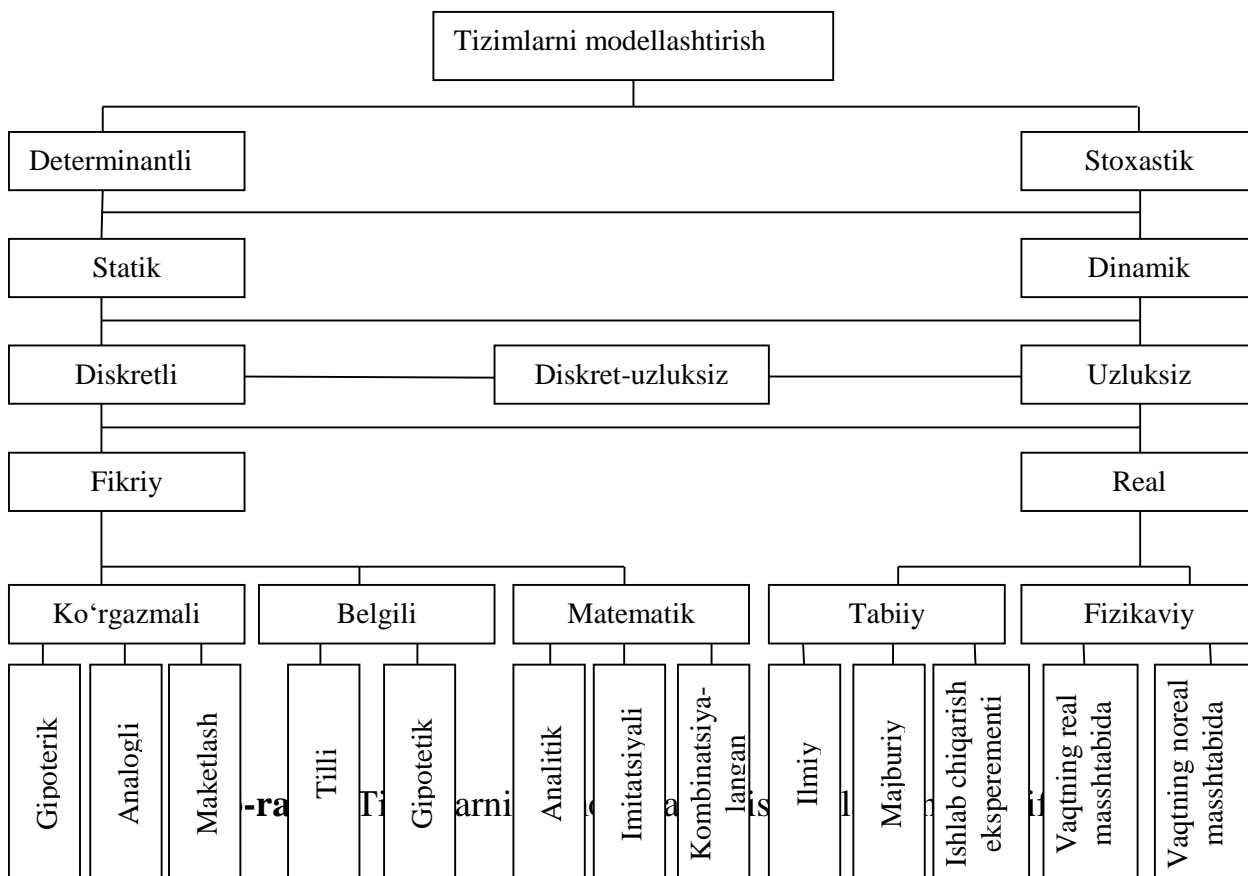 Tizimlarni modellashtirish
Determinantli
Stoxastik
Statik
Dinamik
Diskretli
Diskret-uzluksiz
Uzluksiz
Fikriy
Real
Ko‘rgazmali
Belgili
Matematik
Tabiiy
Fizikaviy
Gipoterik
Analogli
Maketlash
Tilli
Gipotetik
Analitik
Imitatsiyali
Kombinatsiya-
langan
Ilmiy
Majburiy
Ishlab chiqarish
eksperementi
Vaqtning real
masshtabida
Vaqtning noreal
masshtabida